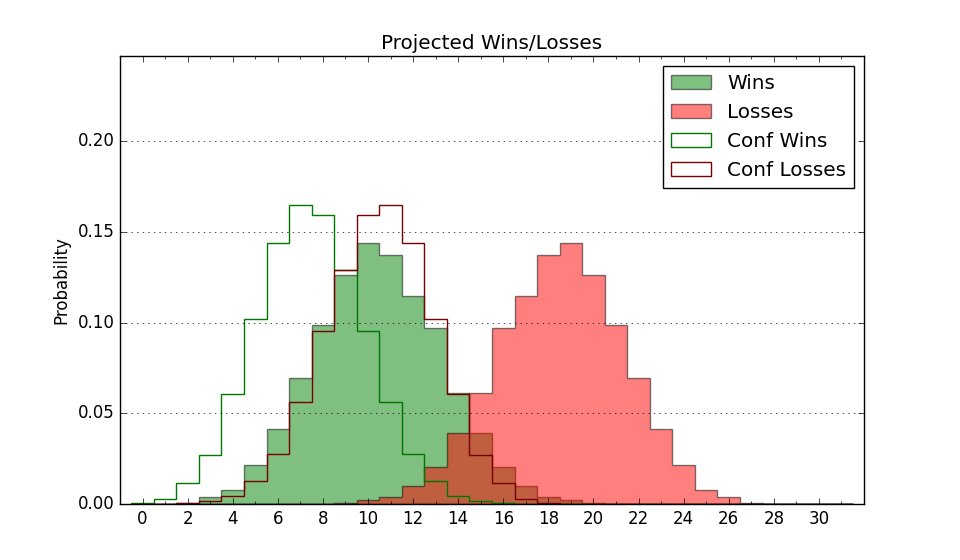 Projected Wins/Losses
Wins
Losses
Conf Wins
Conf Losses
Probability
0.20
0.15
0.10
0.05
0.00
0 2 4 6 8 10 12 14 16 18 20 22 24 26 28 30